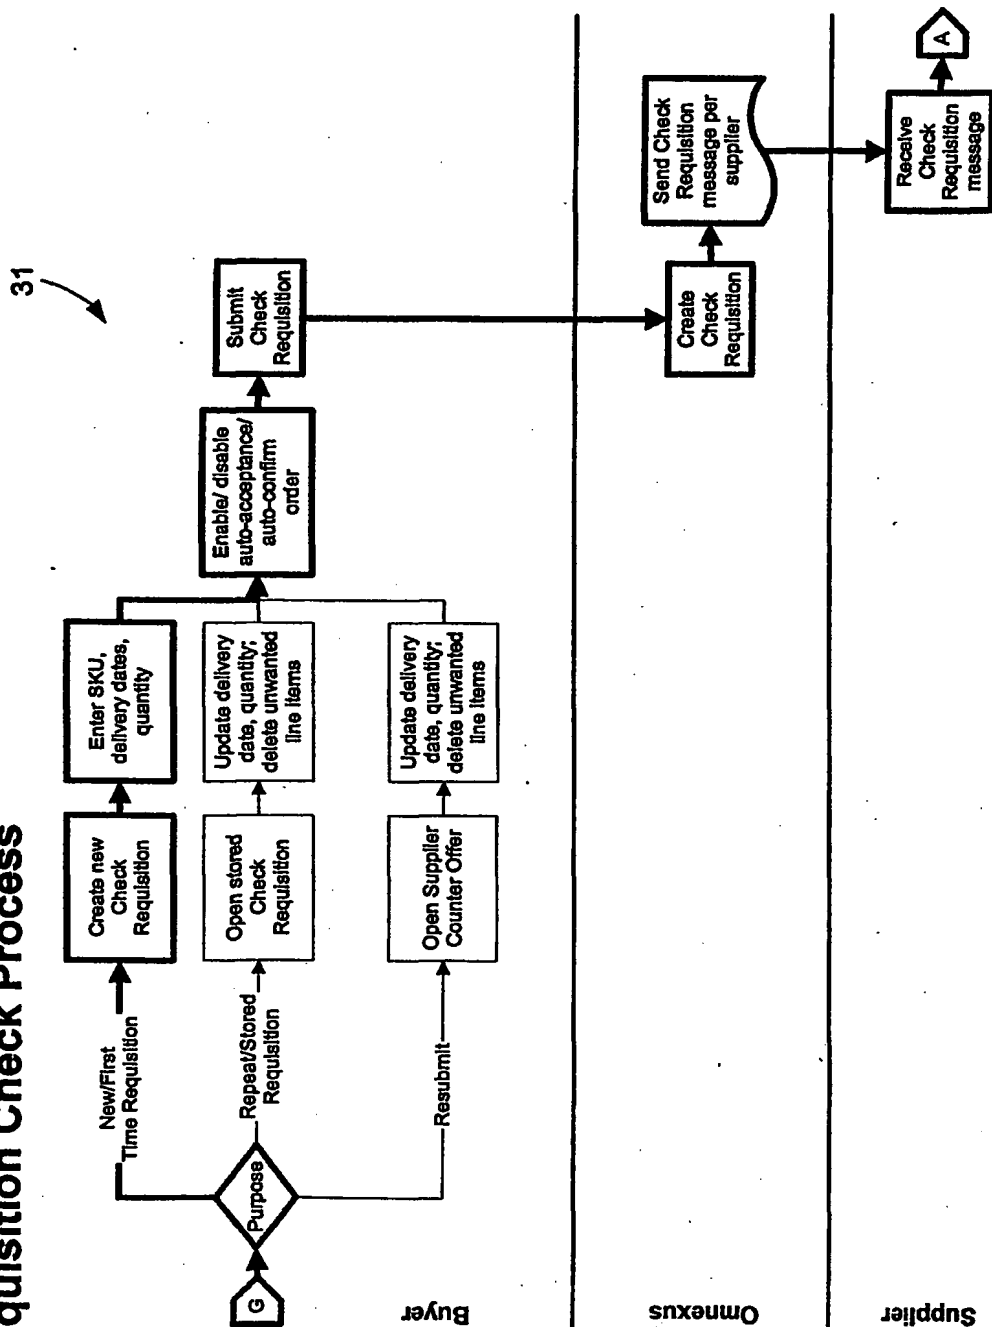 quisition Check Process
31
G
Purpose
New/First
Time Requisition
Create new
Check
Requisition
Enter SKU,
delivery dates,
quantity
Repeat/Stored
Requisition
Open stored
Check
Requisition
Update delivery
date, quantity;
delete unwanted
line items
Resubmit
Open Supplier
Counter Offer
Update delivery
date, quantity;
delete unwanted
line items
Enable/ disable
auto-acceptance/
auto-confirm
order
Submit
Check
Requisition
Buyer
Create
Check
Requisition
Send Check
Requisition
message per
supplier
Omnexus
Receive
Check
Requisition
message
A
Supplier